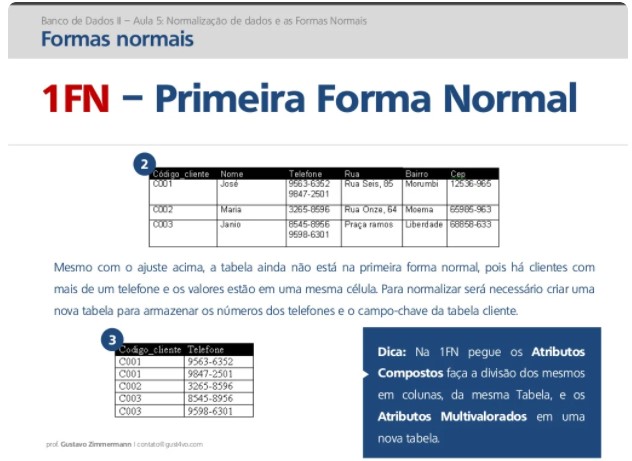 Banco de Dados II – Aula 5: Normalização de dados e as Formas Normais
Formas normais
1FN – Primeira Forma Normal
2
Código_cliente Nome Telefone Rua Bairro Cep
C001 José 9563-6352 Rua Seis, 85 Morumbi 12536-965
9847-2501
C002 Maria 3265-8596 Rua Onze, 64 Moema 65985-963
C003 Janio 8545-8956 Praça ramos Liberdade 68858-633
9598-6301
Mesmo com o ajuste acima, a tabela ainda não está na primeira forma normal, pois há clientes com
mais de um telefone e os valores estão em uma mesma célula. Para normalizar será necessário criar uma
nova tabela para armazenar os números dos telefones e o campo-chave da tabela cliente.
3
Codigo_cliente Telefone
C001 9563-6352
C001 9847-2501
C002 3265-8596
C003 8545-8956
C003 9598-6301
Dica: Na 1FN pegue os Atributos
Compostos faça a divisão dos mesmos
em colunas, da mesma Tabela, e os
Atributos Multivalorados em uma
nova tabela.
prof. Gustavo Zimmermann |